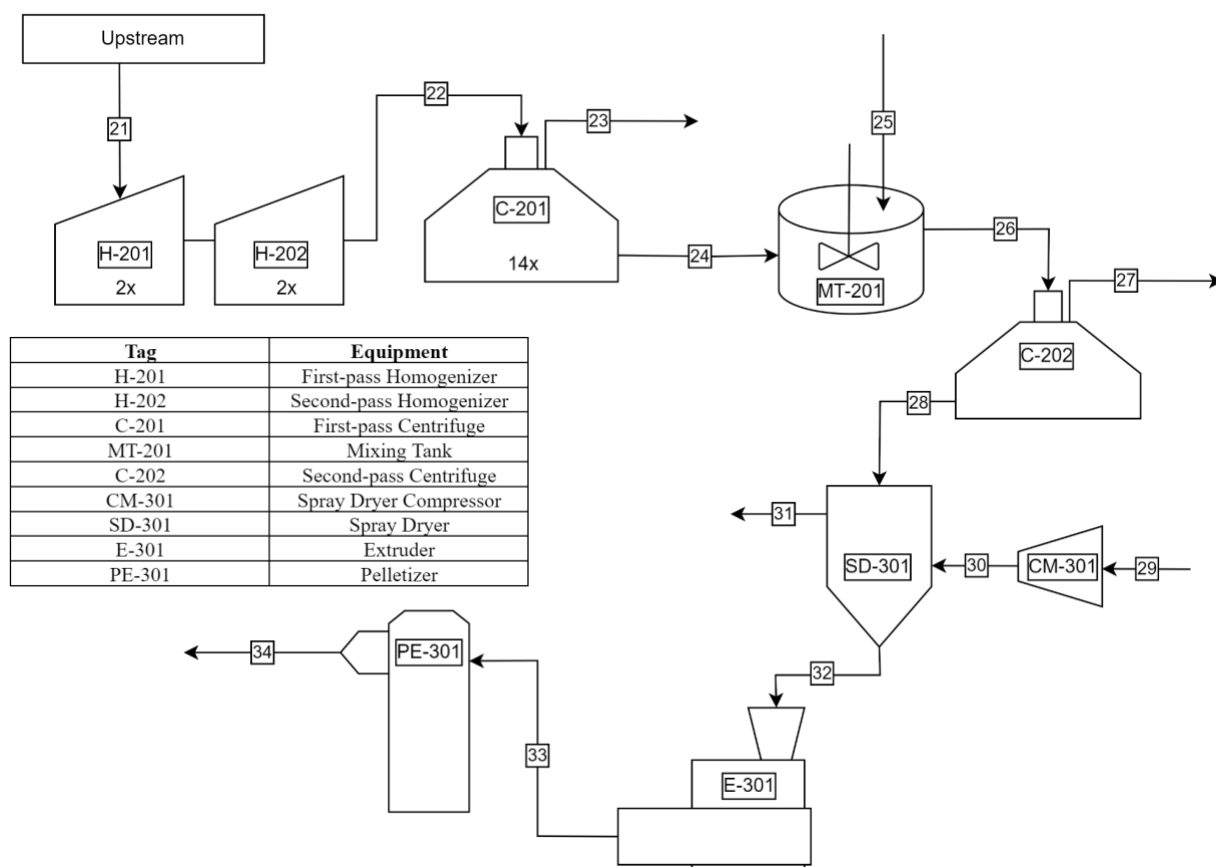 Upstream
21
22
23
25
H-201
2x
H-202
2x
C-201
14x
24
MT-201
26
27
C-202
28
Tag Equipment
H-201 First-pass Homogenizer
H-202 Second-pass Homogenizer
C-201 First-pass Centrifuge
MT-201 Mixing Tank
C-202 Second-pass Centrifuge
CM-301 Spray Dryer Compressor
SD-301 Spray Dryer
E-301 Extruder
PE-301 Pelletizer
31
SD-301
30
CM-301
29
34
PE-301
32
33
E-301